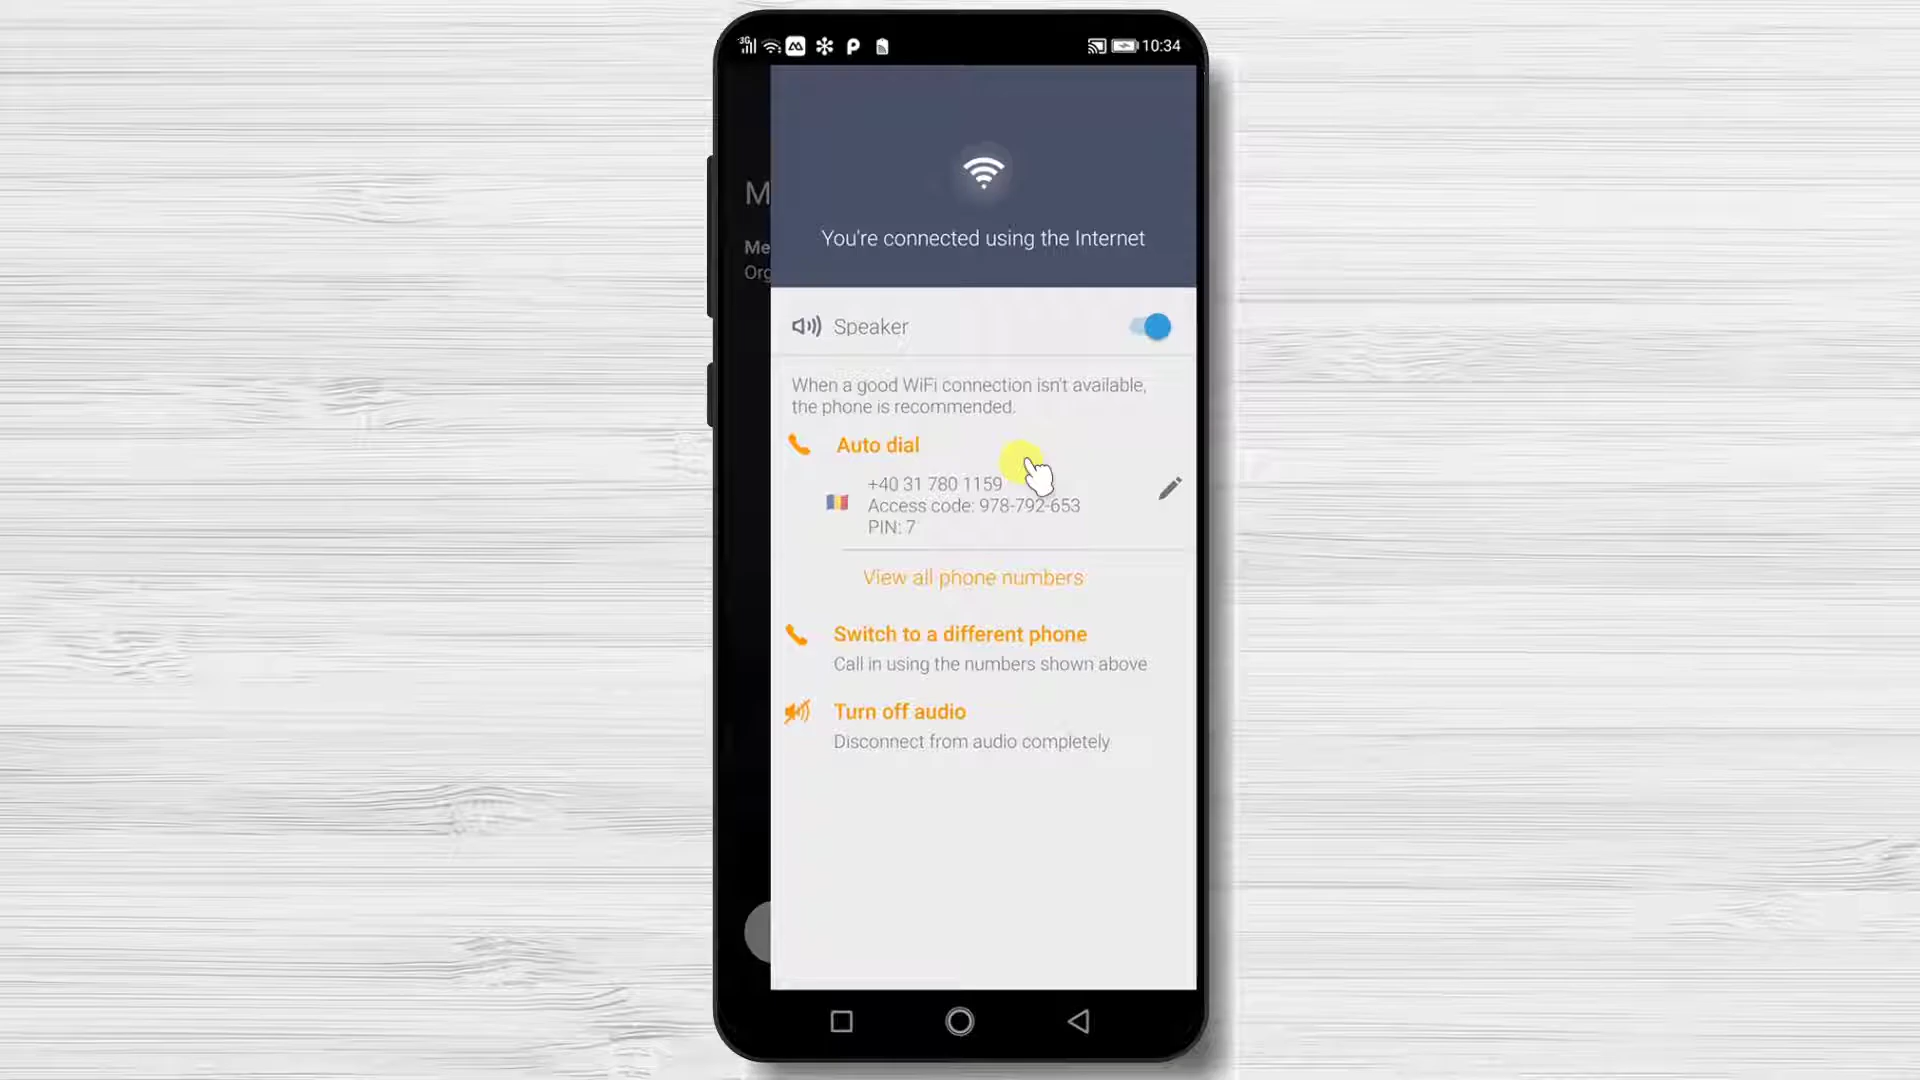 3G 10:34
M
You're connected using the Internet
Me
Org
Speaker
When a good WiFi connection isn't available,
the phone is recommended.
Auto dial
+40 31 780 1159
Access code: 978-792-653
PIN: 7
View all phone numbers
Switch to a different phone
Call in using the numbers shown above
Turn off audio
Disconnect from audio completely